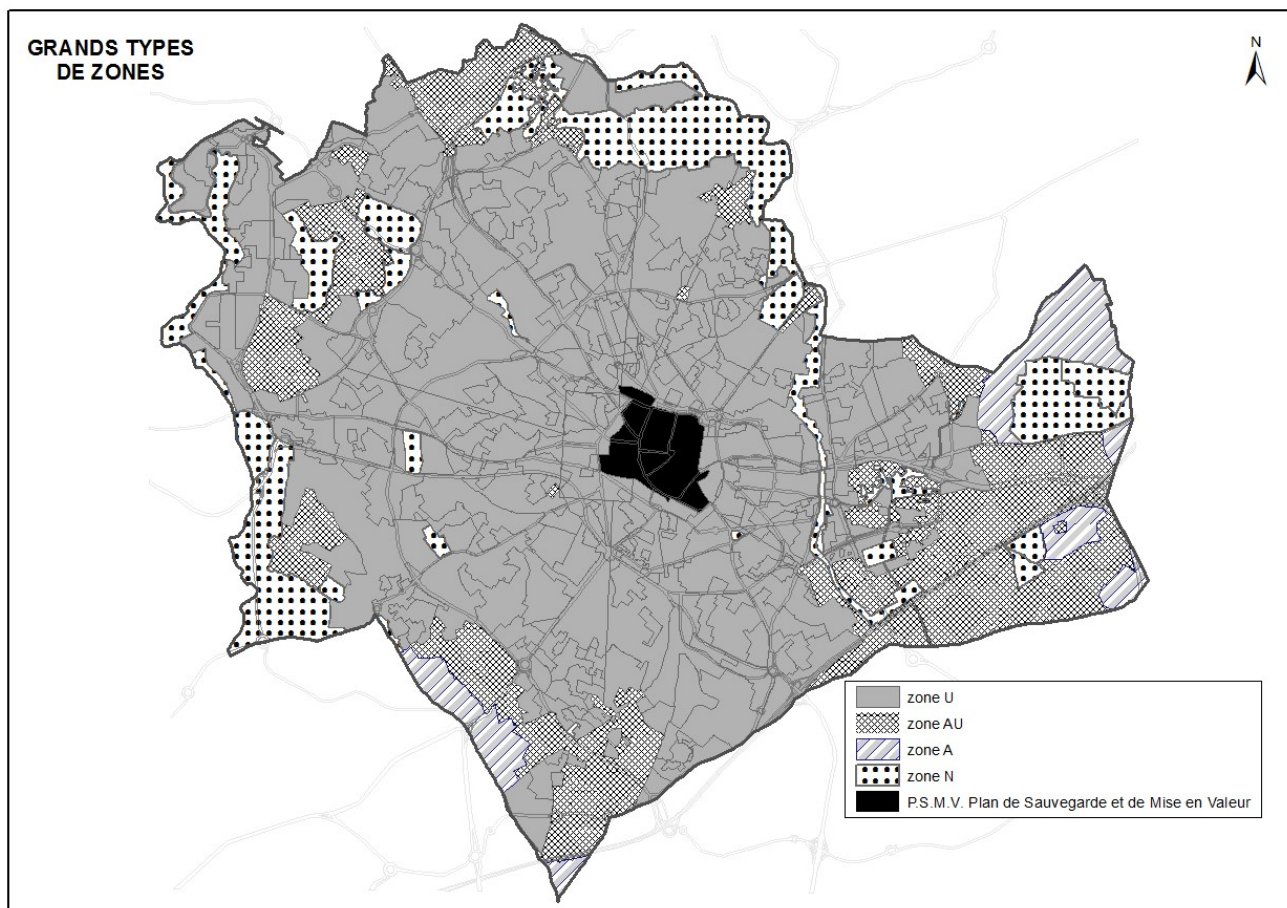 GRANDS TYPES
DE ZONES
N
zone U
zone AU
zone A
zone N
P.S.M.V. Plan de Sauvegarde et de Mise en Valeur